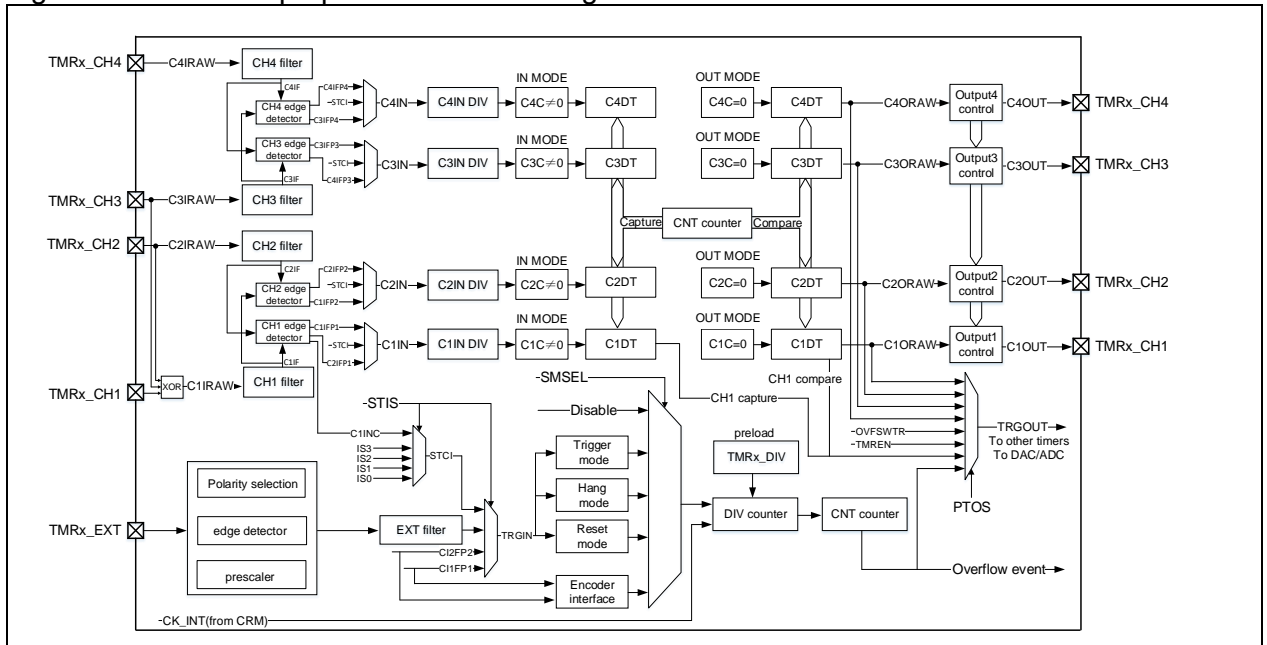 TMRx_CH4
C4IRAW
CH4 filter
C4IF
CH4 edge
detector
C4IFP4
STCI
C3IFP4
C4IN
C4IN DIV
IN MODE
C4C≠0
C4DT
OUT MODE
C4C=0
C4DT
C4ORAW
Output4
control
C4OUT
TMRx_CH4
CH3 edge
detector
C3IF
C3IFP3
STCI
C4IFP3
C3IN
C3IN DIV
IN MODE
C3C≠0
C3DT
OUT MODE
C3C=0
C3DT
C3ORAW
Output3
control
C3OUT
TMRx_CH3
TMRx_CH3
C3IRAW
CH3 filter
Capture
CNT counter
Compare
TMRx_CH2
C2IRAW
CH2 filter
C2IF
CH2 edge
detector
C2IFP2
STCI
C1IFP2
C2IN
C2IN DIV
IN MODE
C2C≠0
C2DT
OUT MODE
C2C=0
C2DT
C2ORAW
Output2
control
C2OUT
TMRx_CH2
CH1 edge
detector
C1IF
C1IFP1
STCI
C2IFP1
C1IN
C1IN DIV
IN MODE
C1C≠0
C1DT
OUT MODE
C1C=0
C1DT
C1ORAW
Output1
control
C1OUT
TMRx_CH1
TMRx_CH1
XOR
C1IRAW
CH1 filter
CH1 compare
CH1 capture
SMSEL
Disable
STIS
C1INC
IS3
IS2
IS1
IS0
STCI
Trigger
mode
Hang
mode
Reset
mode
Encoder
interface
preload
TMRx_DIV
DIV counter
CNT counter
OVFSWTR
TMREN
TRGOUT
To other timers
To DAC/ADC
PTOS
Overflow event
TMRx_EXT
Polarity selection
edge detector
prescaler
EXT filter
CI2FP2
CI1FP1
TRGIN
CK_INT(from CRM)